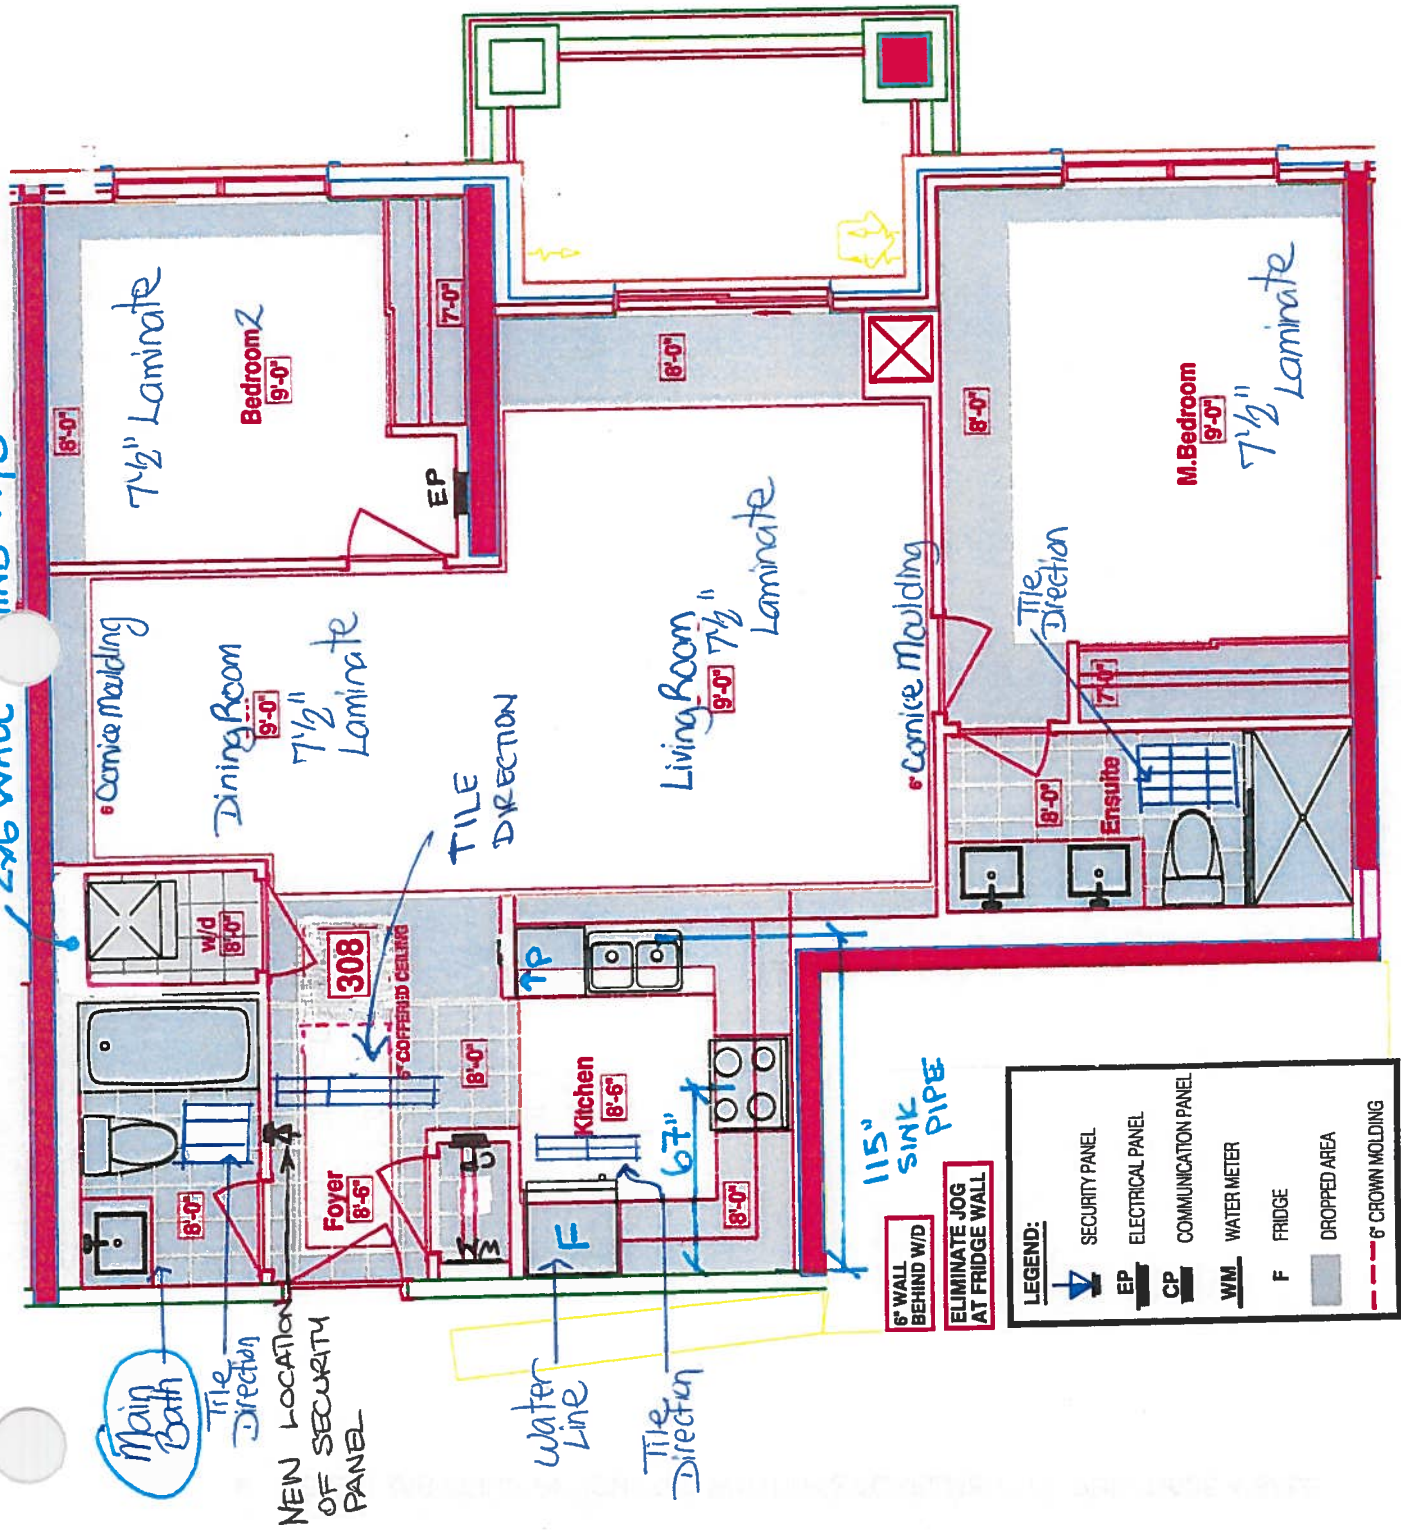 2x6 WALL BEHIND W/D
8'-0"
7½" Laminate
Bedroom 2
9'-0"
7'-0"
EP
6" Cornice Moulding
Dining Room
9'-0"
7½"
Laminate
TILE
DIRECTION
8'-0"
Living Room
9'-0" 7½"
Laminate
6" Cornice Moulding
8'-0"
M.Bedroom
9'-0"
7½"
Laminate
Tile
Direction
7'-0"
8'-0"
Ensuite
w/d
8'-0"
308
6" COFFERED CEILING
8'-0"
P
Kitchen
8'-6"
67"
8'-0"
F
Foyer
8'-6"
8'-0"
115"
SINK
PIPE
Main
Bath
Tile
Direction
NEW LOCATION
OF SECURITY
PANEL
Water
Line
Tile
Direction
6" WALL
BEHIND W/D
ELIMINATE JOG
AT FRIDGE WALL
LEGEND:
SECURITY PANEL
EP ELECTRICAL PANEL
CP COMMUNICATION PANEL
WM WATER METER
F FRIDGE
DROPPED AREA
6" CROWN MOLDING